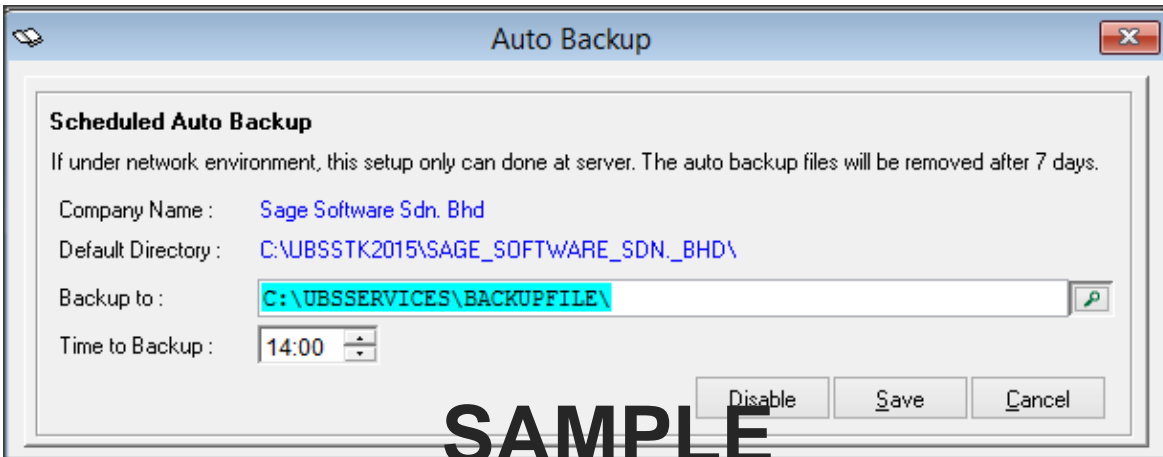 Auto Backup
Scheduled Auto Backup
If under network environment, this setup only can done at server. The auto backup files will be removed after 7 days.
Company Name : Sage Software Sdn. Bhd
Default Directory : C:\UBSSTK2015\SAGE_SOFTWARE_SDN._BHD\
Backup to : C:\UBSSERVICES\BACKUPFILE\
Time to Backup : 14:00
Disable Save Cancel
SAMPLE